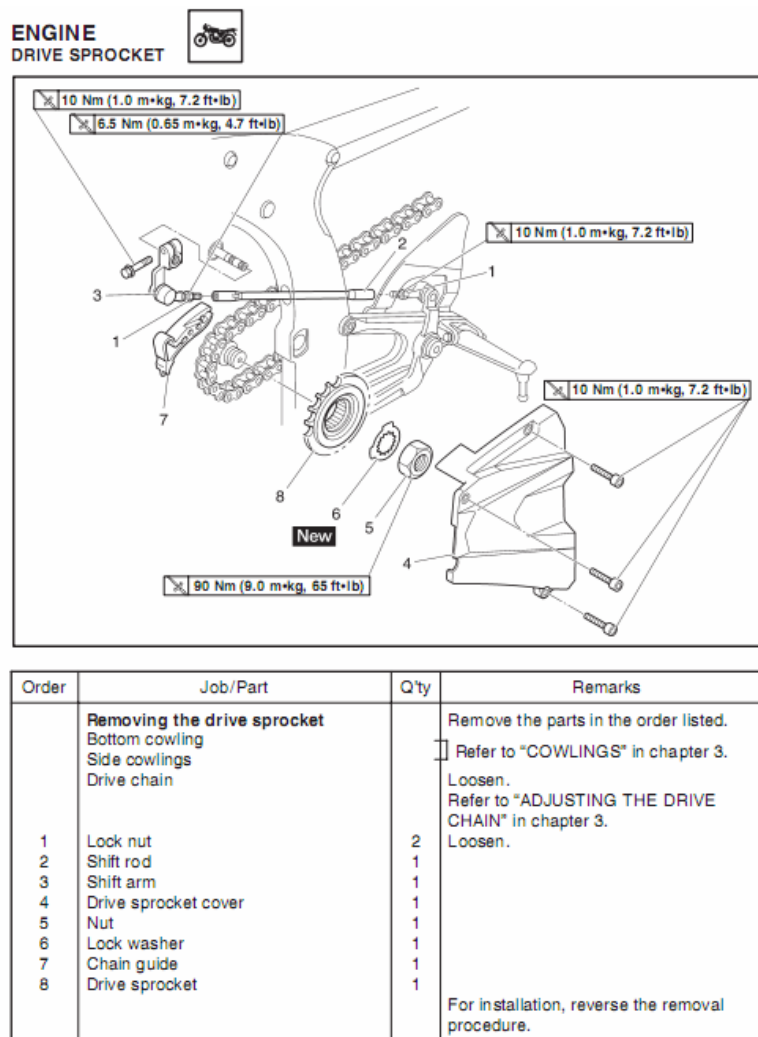 ENGINE
DRIVE SPROCKET
10 Nm (1.0 m•kg, 7.2 ft•lb)
6.5 Nm (0.65 m•kg, 4.7 ft•lb)
2
10 Nm (1.0 m•kg, 7.2 ft•lb)
1
3
1
10 Nm (1.0 m•kg, 7.2 ft•lb)
7
8
6
New
5
4
90 Nm (9.0 m•kg, 65 ft•lb)
Order Job/Part Q'ty Remarks
Removing the drive sprocket Remove the parts in the order listed.
Bottom cowling
Refer to “COWLINGS” in chapter 3.
Side cowlings
Drive chain Loosen.
Refer to “ADJUSTING THE DRIVE
CHAIN” in chapter 3.
1 Lock nut 2 Loosen.
2 Shift rod 1
3 Shift arm 1
4 Drive sprocket cover 1
5 Nut 1
6 Lock washer 1
7 Chain guide 1
8 Drive sprocket 1
For installation, reverse the removal
procedure.